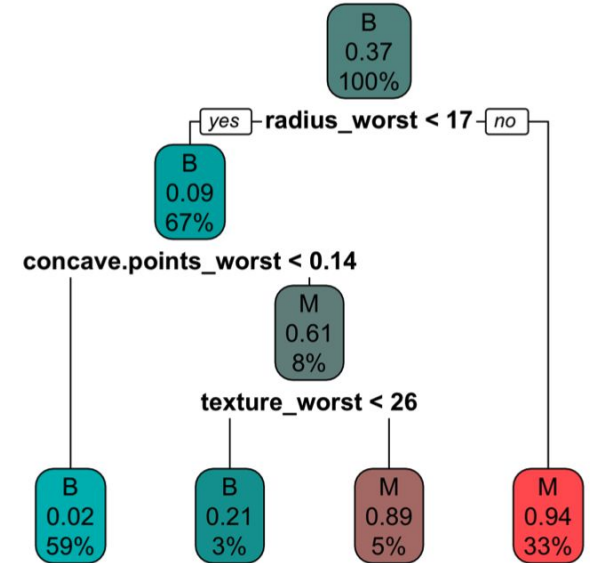 B
0.37
100%
yes radius_worst < 17 no
B
0.09
67%
concave.points_worst < 0.14
M
0.61
8%
texture_worst < 26
B
0.02
59%
B
0.21
3%
M
0.89
5%
M
0.94
33%